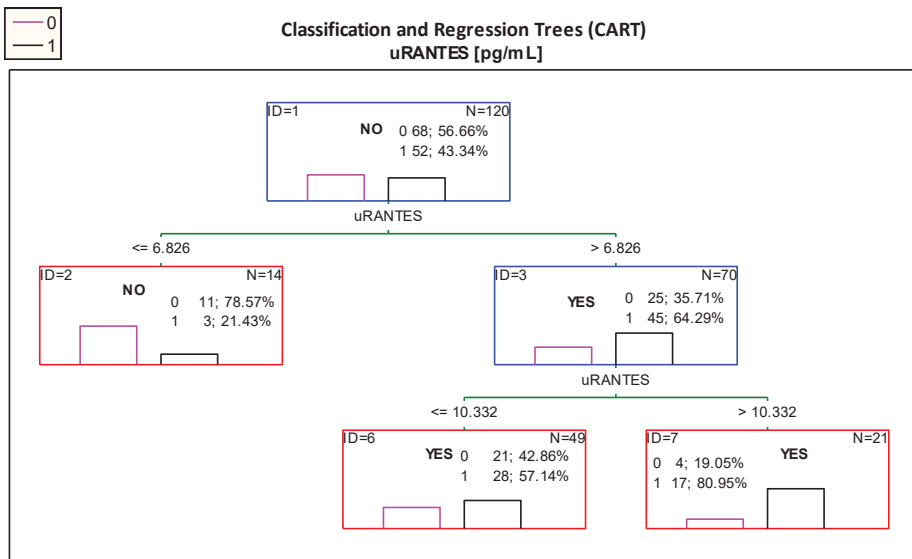 0
1
Classification and Regression Trees (CART)
uRANTES [pg/mL]
ID=1 N=120
NO 0 68; 56.66%
1 52; 43.34%
uRANTES
<= 6.826 > 6.826
ID=2 N=14
NO
0 11; 78.57%
1 3; 21.43%
ID=3 N=70
YES 0 25; 35.71%
1 45; 64.29%
uRANTES
<= 10.332 > 10.332
ID=6 N=49
YES 0 21; 42.86%
1 28; 57.14%
ID=7 N=21
YES
0 4; 19.05%
1 17; 80.95%